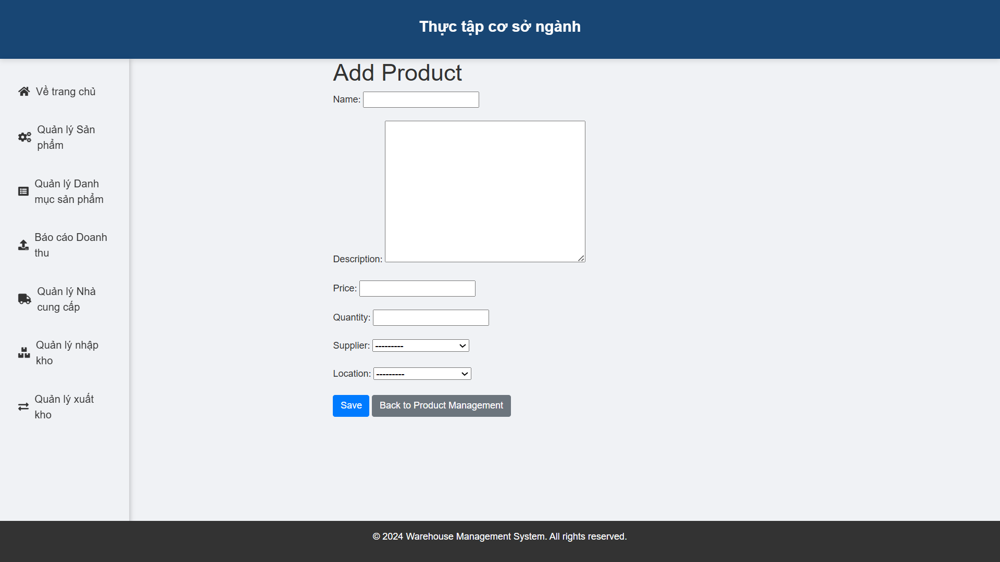 Thực tập cơ sở ngành
Về trang chủ
Quản lý Sản
phẩm
Quản lý Danh
mục sản phẩm
Báo cáo Doanh
thu
Quản lý Nhà
cung cấp
Quản lý nhập
kho
Quản lý xuất
kho
Add Product
Name:
Description:
Price:
Quantity:
Supplier: ---------
Location: ---------
Save Back to Product Management
© 2024 Warehouse Management System. All rights reserved.